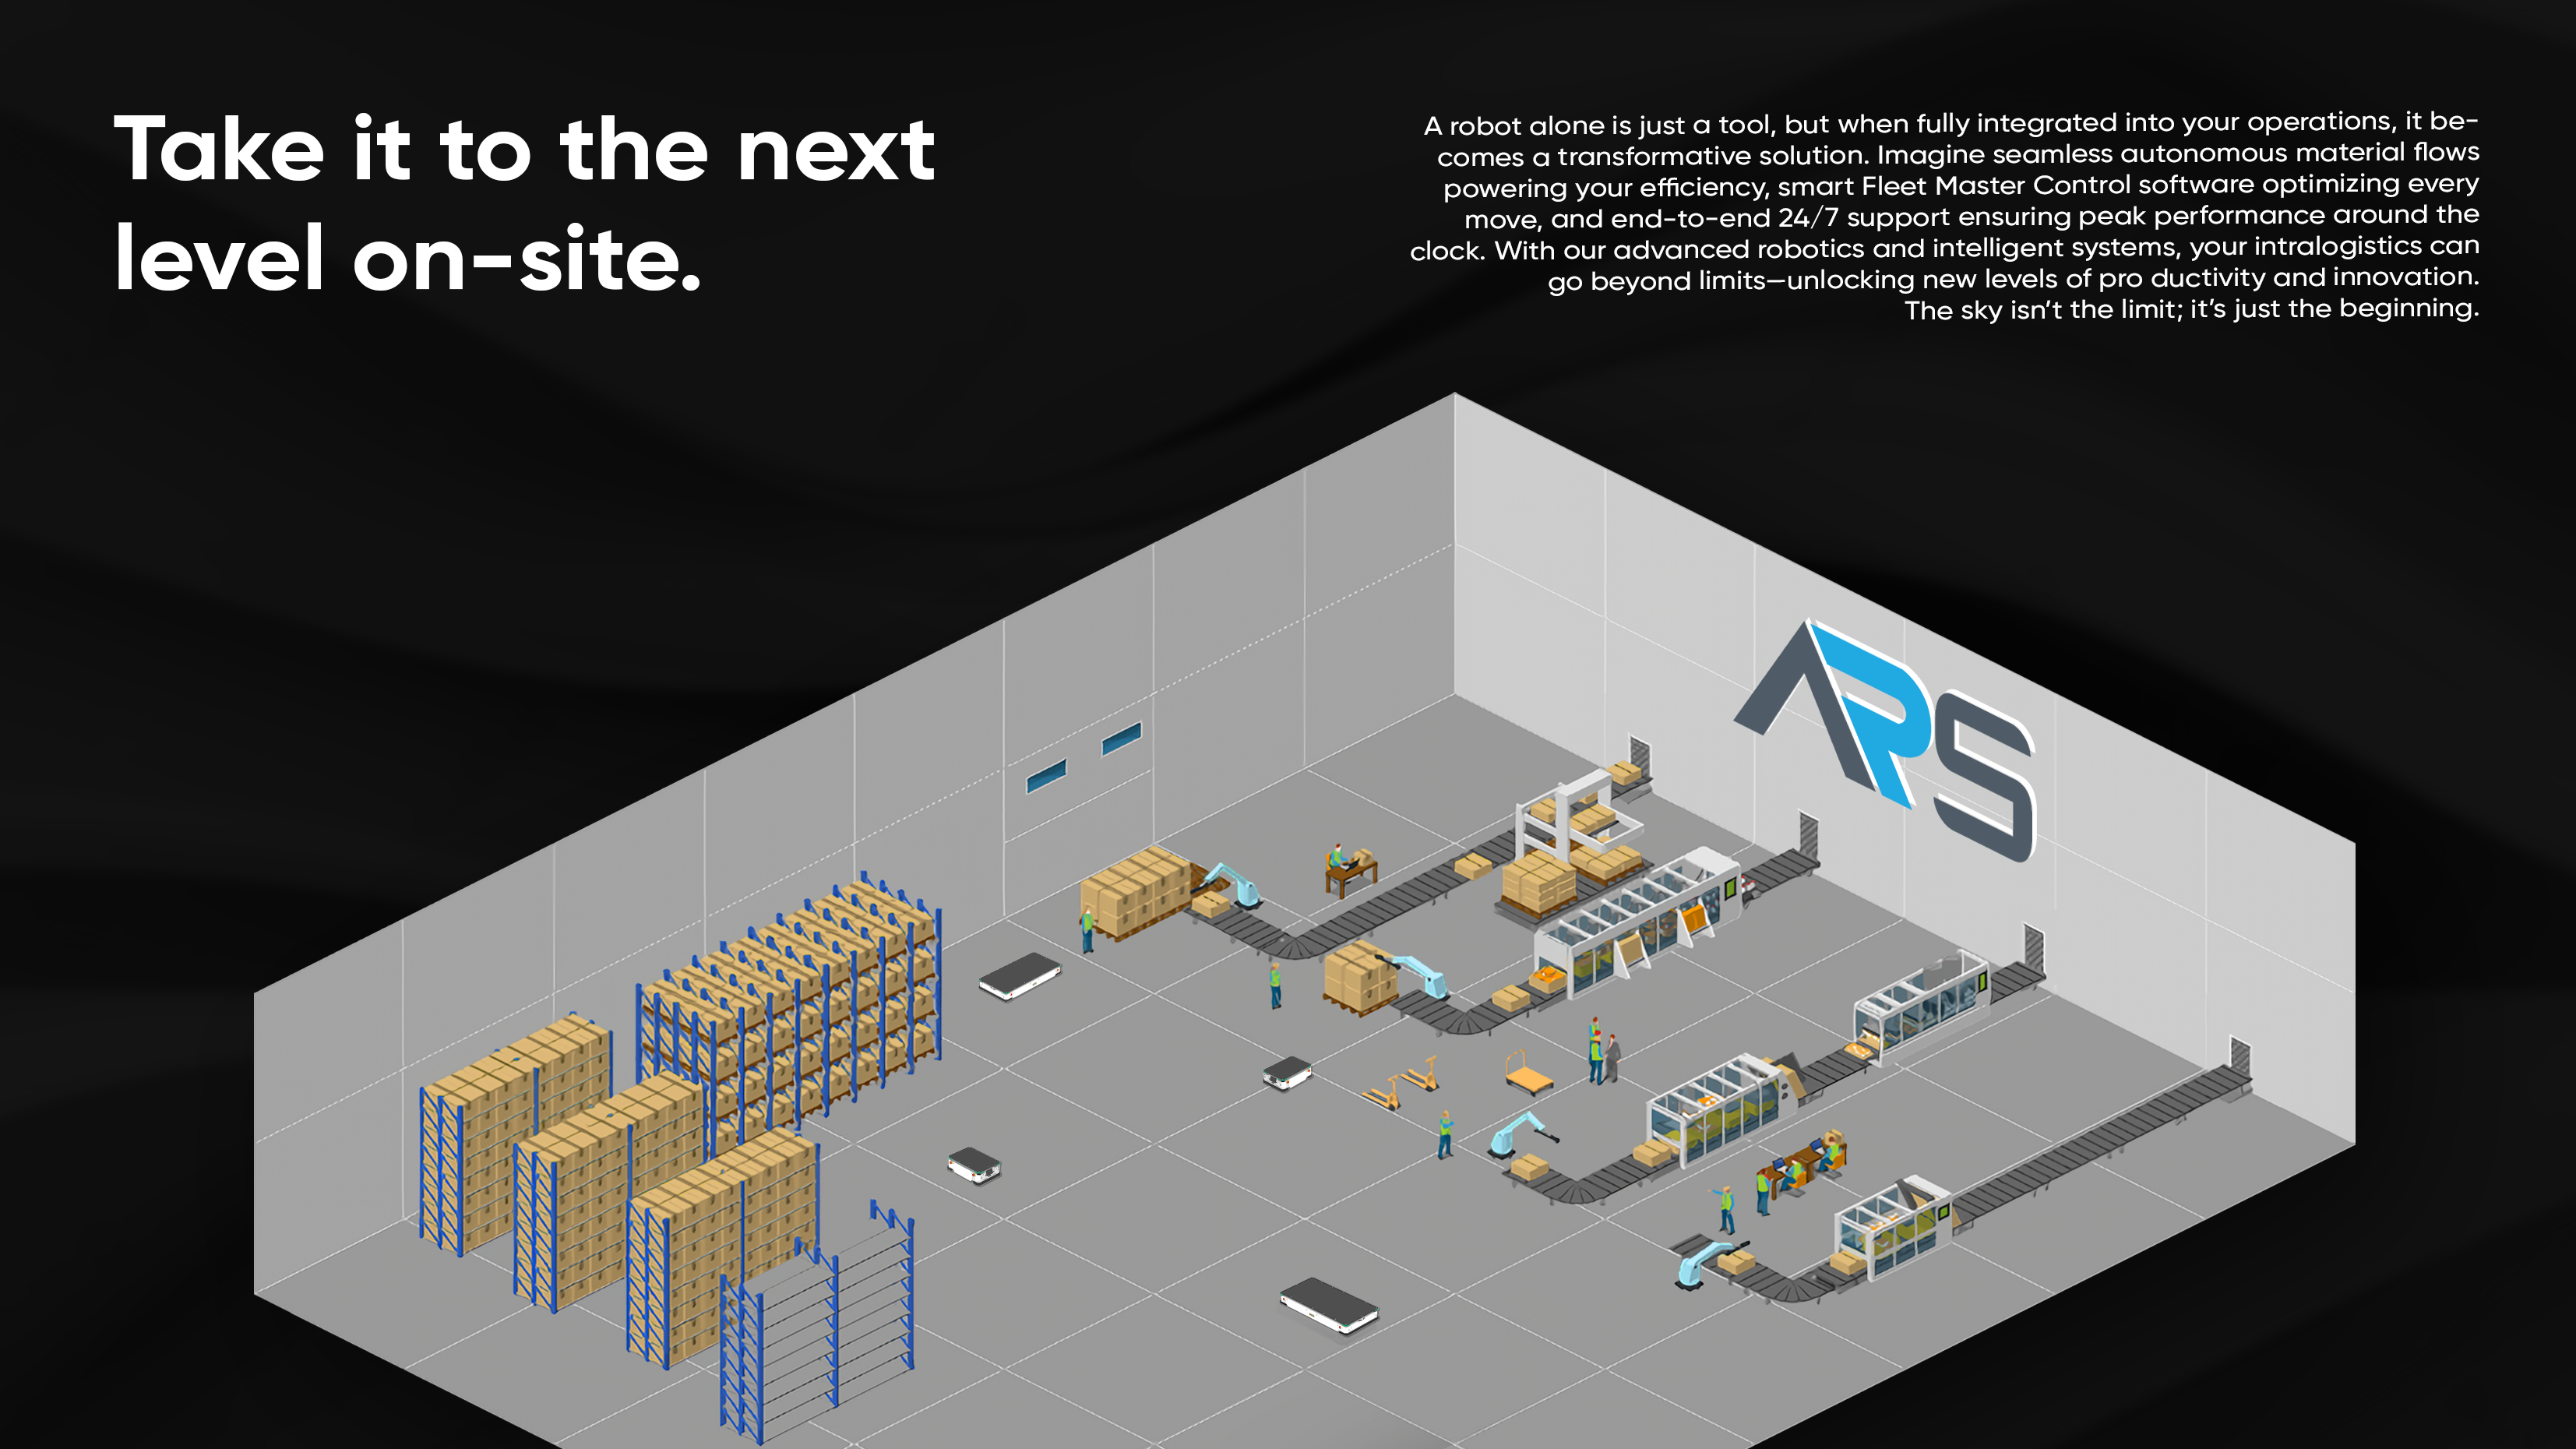 Take it to the next
level on-site.
A robot alone is just a tool, but when fully integrated into your operations, it be-
comes a transformative solution. Imagine seamless autonomous material flows
powering your efficiency, smart Fleet Master Control software optimizing every
move, and end-to-end 24/7 support ensuring peak performance around the
clock. With our advanced robotics and intelligent systems, your intralogistics can
go beyond limits—unlocking new levels of pro ductivity and innovation.
The sky isn't the limit; it's just the beginning.
ARS